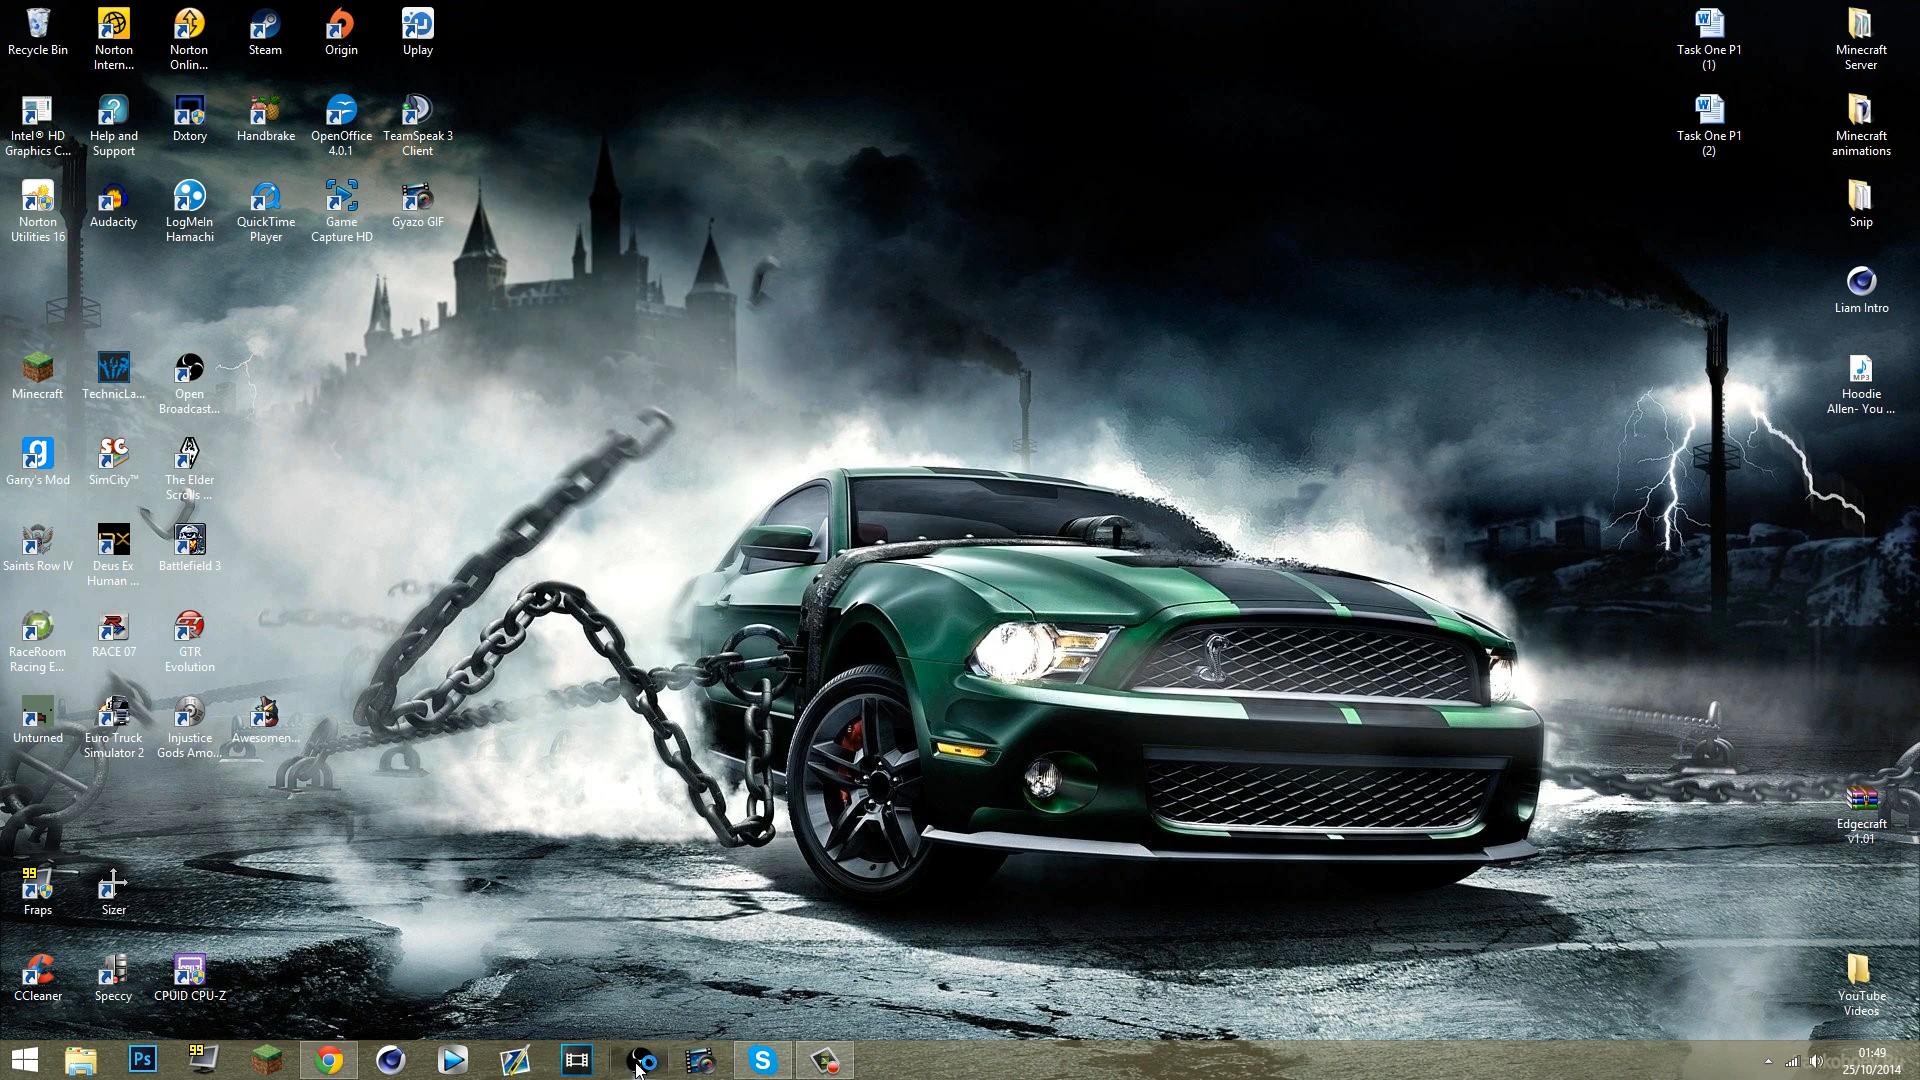 Recycle Bin
Norton
Intern...
Norton
Onlin...
Steam
Origin
Uplay
Task One P1
(1)
Minecraft
Server
Intel® HD
Graphics C...
Help and
Support
Dxtory
Handbrake
OpenOffice
4.0.1
TeamSpeak 3
Client
Task One P1
(2)
Minecraft
animations
Norton
Utilities 16
Audacity
LogMeIn
Hamachi
QuickTime
Player
Game
Capture HD
Gyazo GIF
Snip
Liam Intro
Minecraft
TechnicLa...
Open
Broadcast...
MP3
Hoodie
Allen- You ...
Garry's Mod
SC
SimCity™
The Elder
Scrolls ...
Saints Row IV
Deus Ex
Human ...
Battlefield 3
RaceRoom
Racing E...
RACE 07
GTR
Evolution
Unturned
Euro Truck
Simulator 2
Injustice
Gods Amo...
Awesomen...
Edgecraft
v1.01
99
Fraps
Sizer
CCleaner
Speccy
CPUID CPU-Z
YouTube
Videos
Ps
99
S
01:49
25/10/2014